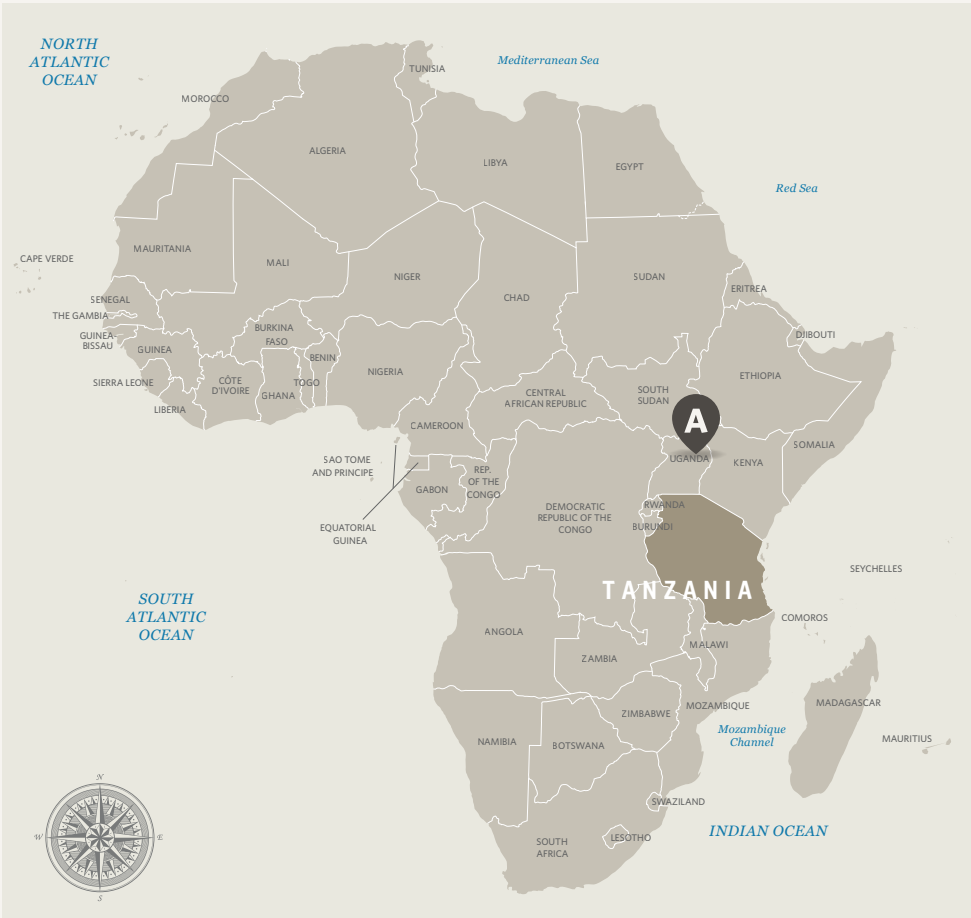 NORTH
ATLANTIC
OCEAN
Mediterranean Sea
TUNISIA
MOROCCO
ALGERIA
LIBYA
EGYPT
Red Sea
MAURITANIA
CAPE VERDE
MALI
NIGER
CHAD
SUDAN
ERITREA
SENEGAL
THE GAMBIA
GUINEA-
BISSAU
GUINEA
BURKINA
FASO
BENIN
DJIBOUTI
SIERRA LEONE
CÔTE
D'IVOIRE
TOGO
GHANA
NIGERIA
LIBERIA
CENTRAL
AFRICAN REPUBLIC
SOUTH
SUDAN
ETHIOPIA
A
CAMEROON
SOMALIA
SAO TOME
AND PRINCIPE
UGANDA
KENYA
GABON
REP.
OF THE
CONGO
RWANDA
BURUNDI
DEMOCRATIC
REPUBLIC OF THE
CONGO
EQUATORIAL
GUINEA
SEYCHELLES
TANZANIA
SOUTH
ATLANTIC
OCEAN
COMOROS
ANGOLA
MALAWI
ZAMBIA
MADAGASCAR
MOZAMBIQUE
ZIMBABWE
Mozambique
Channel
MAURITIUS
NAMIBIA
BOTSWANA
SWAZILAND
INDIAN OCEAN
LESOTHO
SOUTH
AFRICA
N
W
E
S